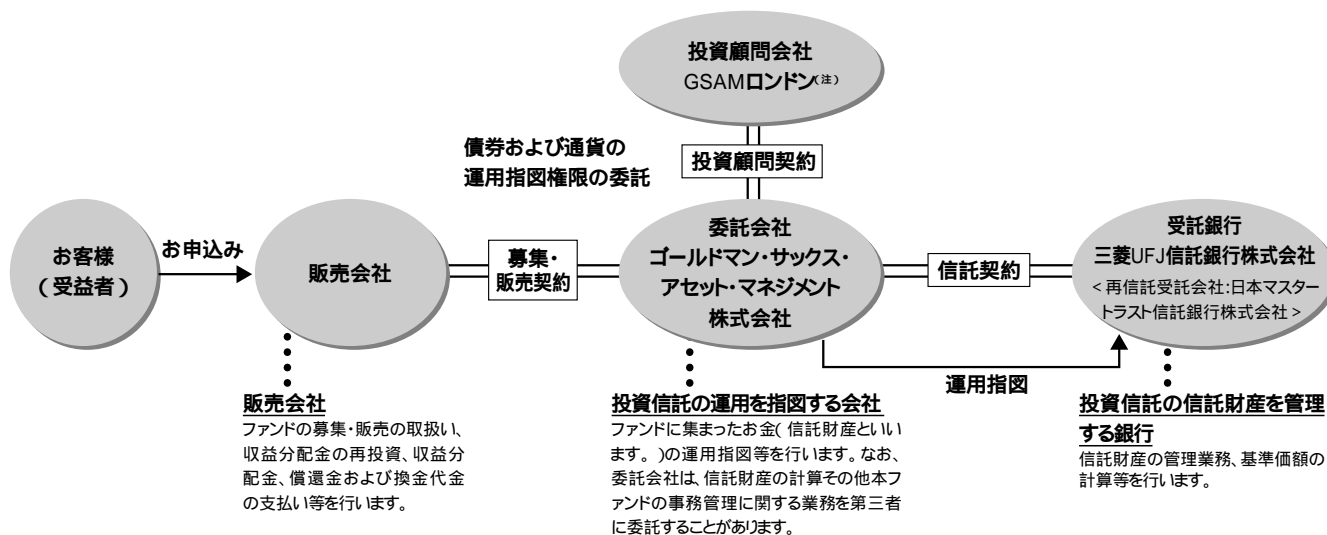 投資顧問会社
GSAMロンドン(注)
債券および通貨の
運用指図権限の委託
投資顧問契約
お客様
(受益者)
お申込み
販売会社
募集・
販売契約
委託会社
ゴールドマン・サックス・
アセット・マネジメント
株式会社
信託契約
受託銀行
三菱UFJ信託銀行株式会社
<再信託受託会社:日本マスター
トラスト信託銀行株式会社>
運用指図
販売会社
ファンドの募集・販売の取扱い、
収益分配金の再投資、収益分
配金、償還金および換金代金
の支払い等を行います。
投資信託の運用を指図する会社
ファンドに集まったお金(信託財産といい
ます。)の運用指図等を行います。なお、
委託会社は、信託財産の計算その他本フ
ァンドの事務管理に関する業務を第三者
に委託することがあります。
投資信託の信託財産を管理
する銀行
信託財産の管理業務、基準価額の
計算等を行います。